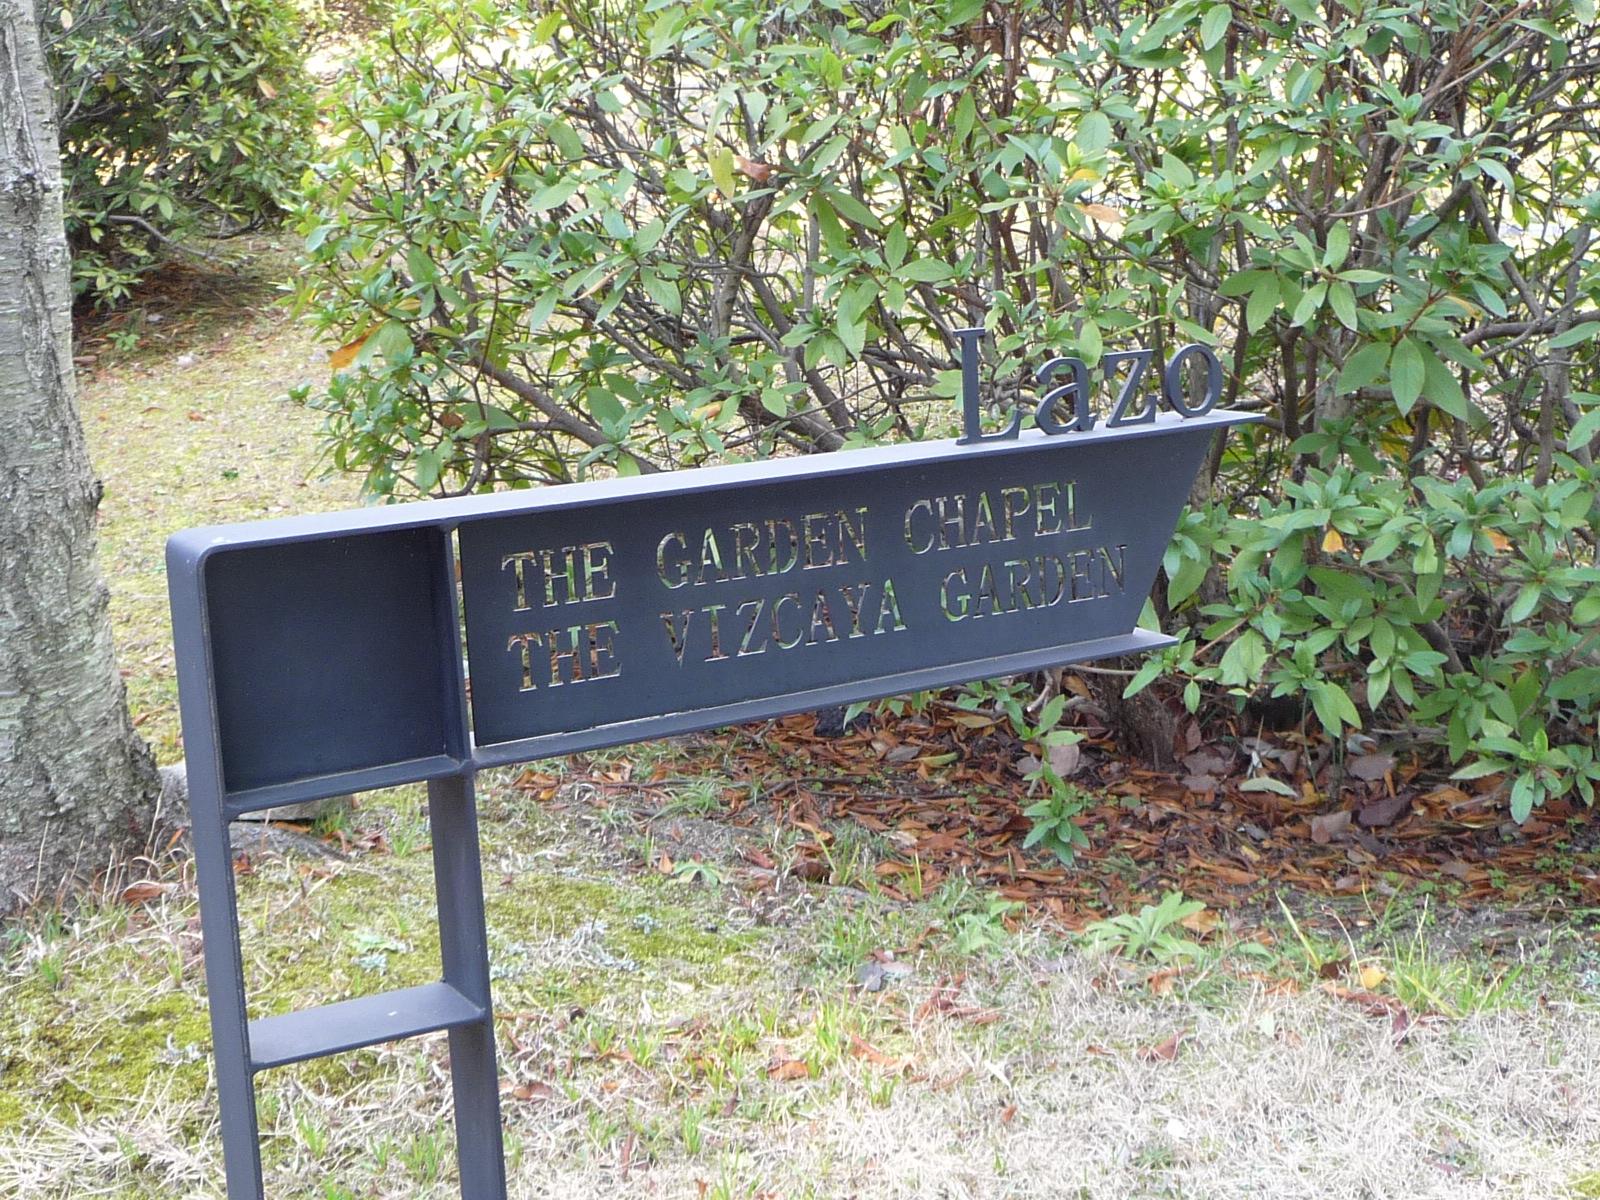 Lazo
THE GARDEN CHAPEL
THE VIZCAYA GARDEN